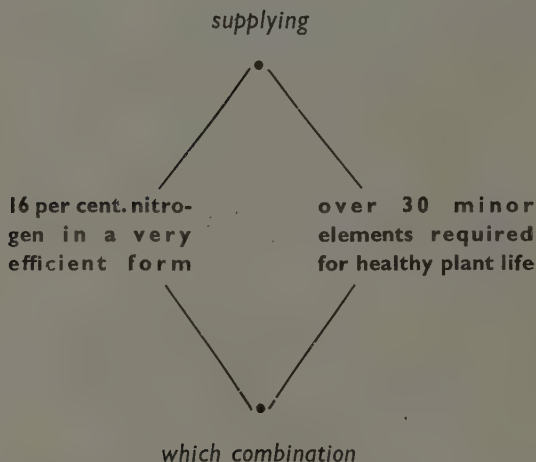 supplying
16 per cent. nitro-
gen in a very
efficient form
over 30 minor
elements required
for healthy plant life
which combination